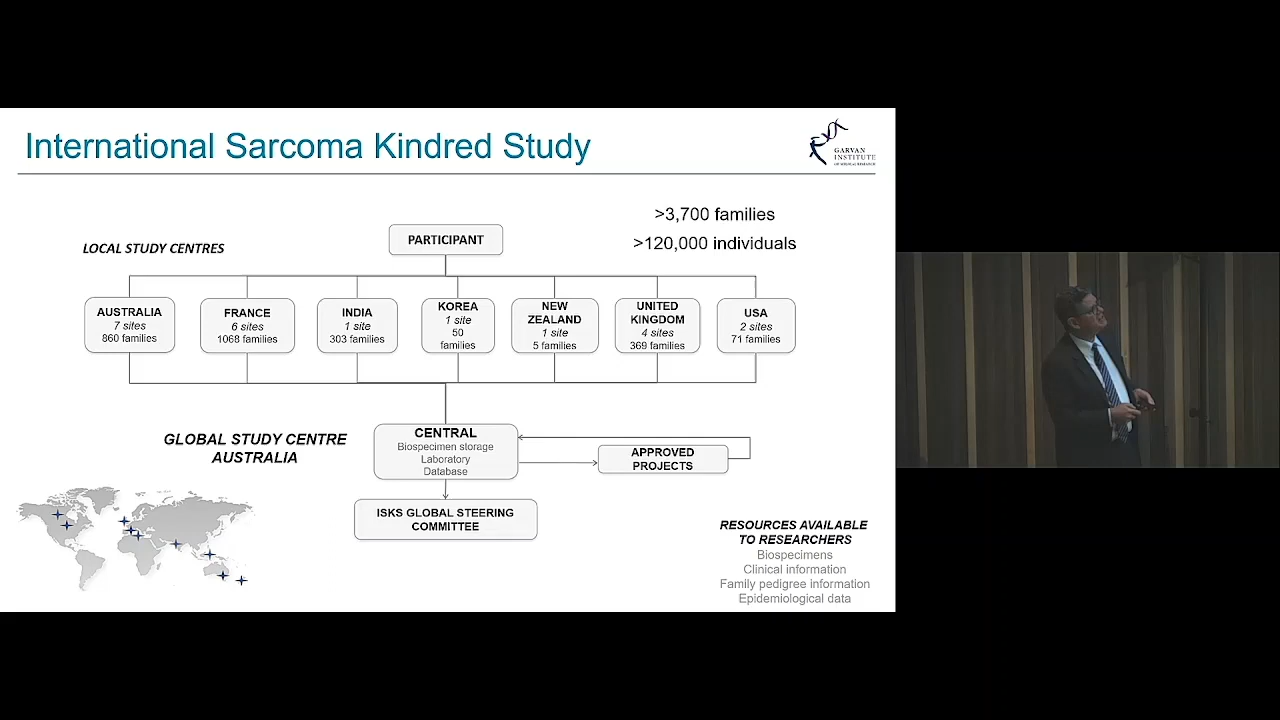 International Sarcoma Kindred Study
GARVAN
INSTITUTE
OF MEDICAL RESEARCH
>3,700 families
>120,000 individuals
LOCAL STUDY CENTRES
PARTICIPANT
AUSTRALIA
7 sites
860 families
FRANCE
6 sites
1068 families
INDIA
1 site
303 families
KOREA
1 site
50
families
NEW
ZEALAND
1 site
5 families
UNITED
KINGDOM
4 sites
369 families
USA
2 sites
71 families
GLOBAL STUDY CENTRE
AUSTRALIA
CENTRAL
Biospecimen storage
Laboratory
Database
APPROVED
PROJECTS
ISKS GLOBAL STEERING
COMMITTEE
RESOURCES AVAILABLE
TO RESEARCHERS
Biospecimens
Clinical information
Family pedigree information
Epidemiological data